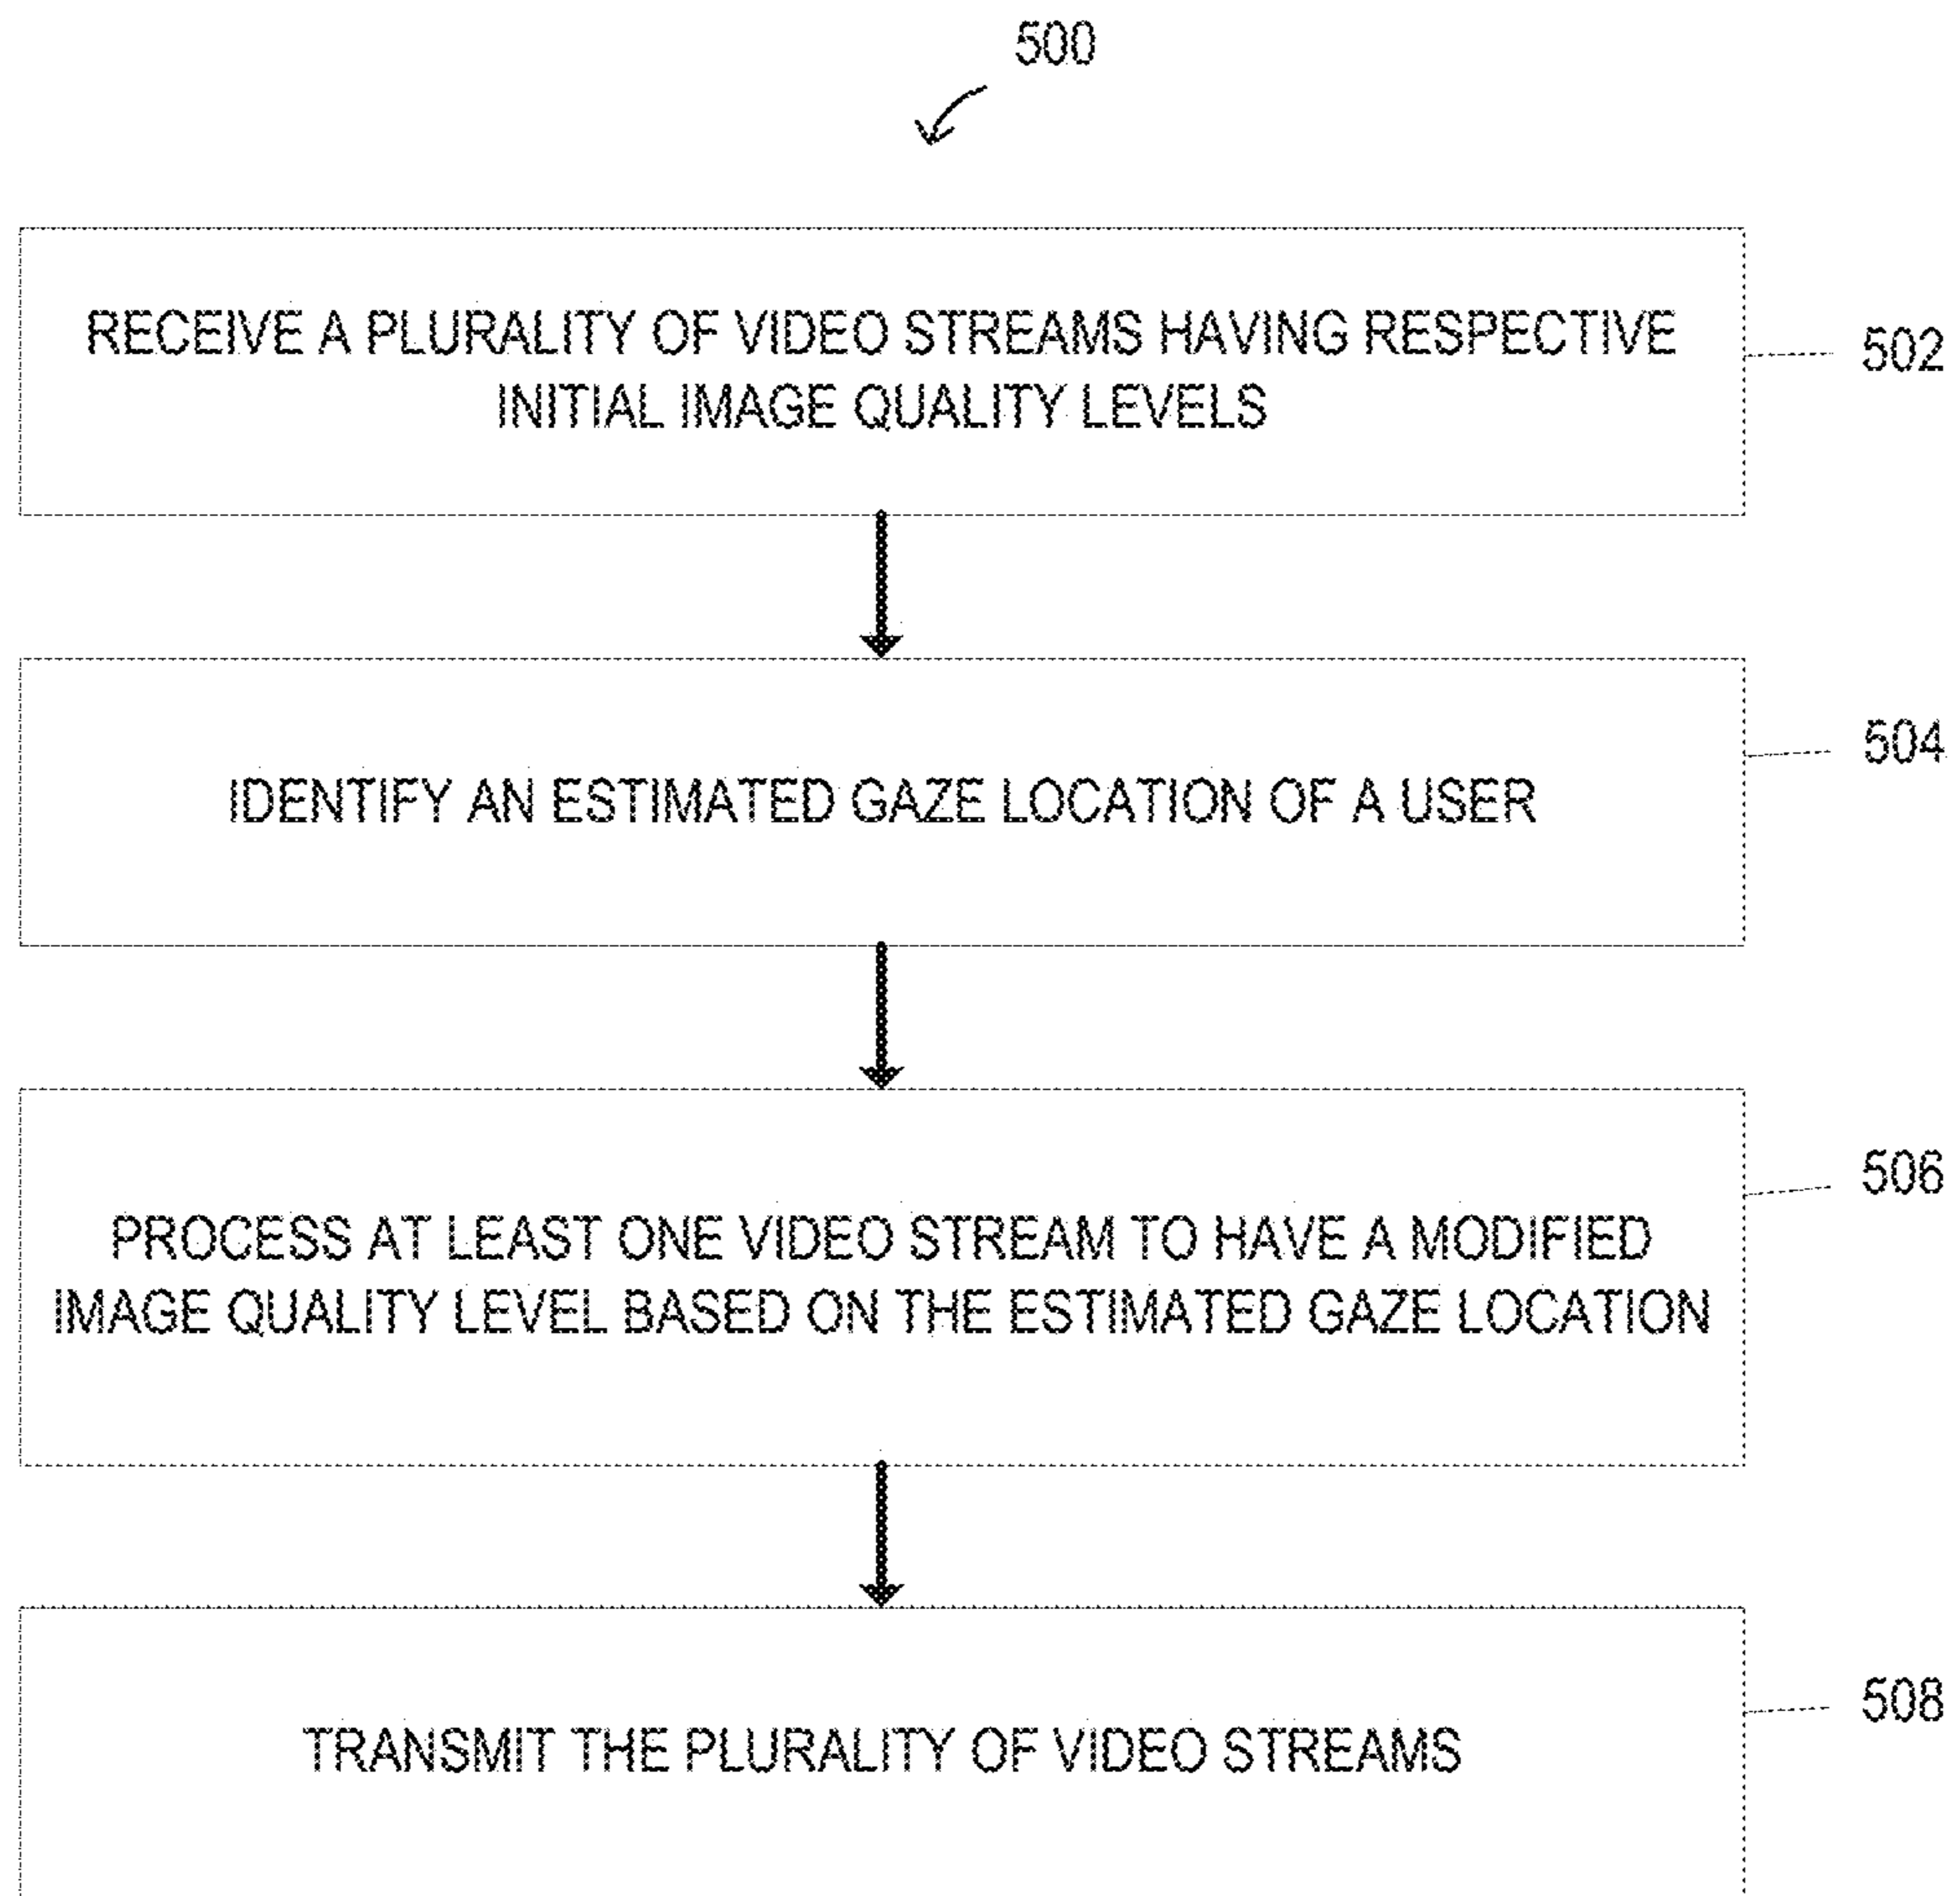 500
RECEIVE A PLURALITY OF VIDEO STREAMS HAVING RESPECTIVE
INITIAL IMAGE QUALITY LEVELS
502
IDENTIFY AN ESTIMATED GAZE LOCATION OF A USER
504
PROCESS AT LEAST ONE VIDEO STREAM TO HAVE A MODIFIED
IMAGE QUALITY LEVEL BASED ON THE ESTIMATED GAZE LOCATION
506
TRANSMIT THE PLURALITY OF VIDEO STREAMS
508